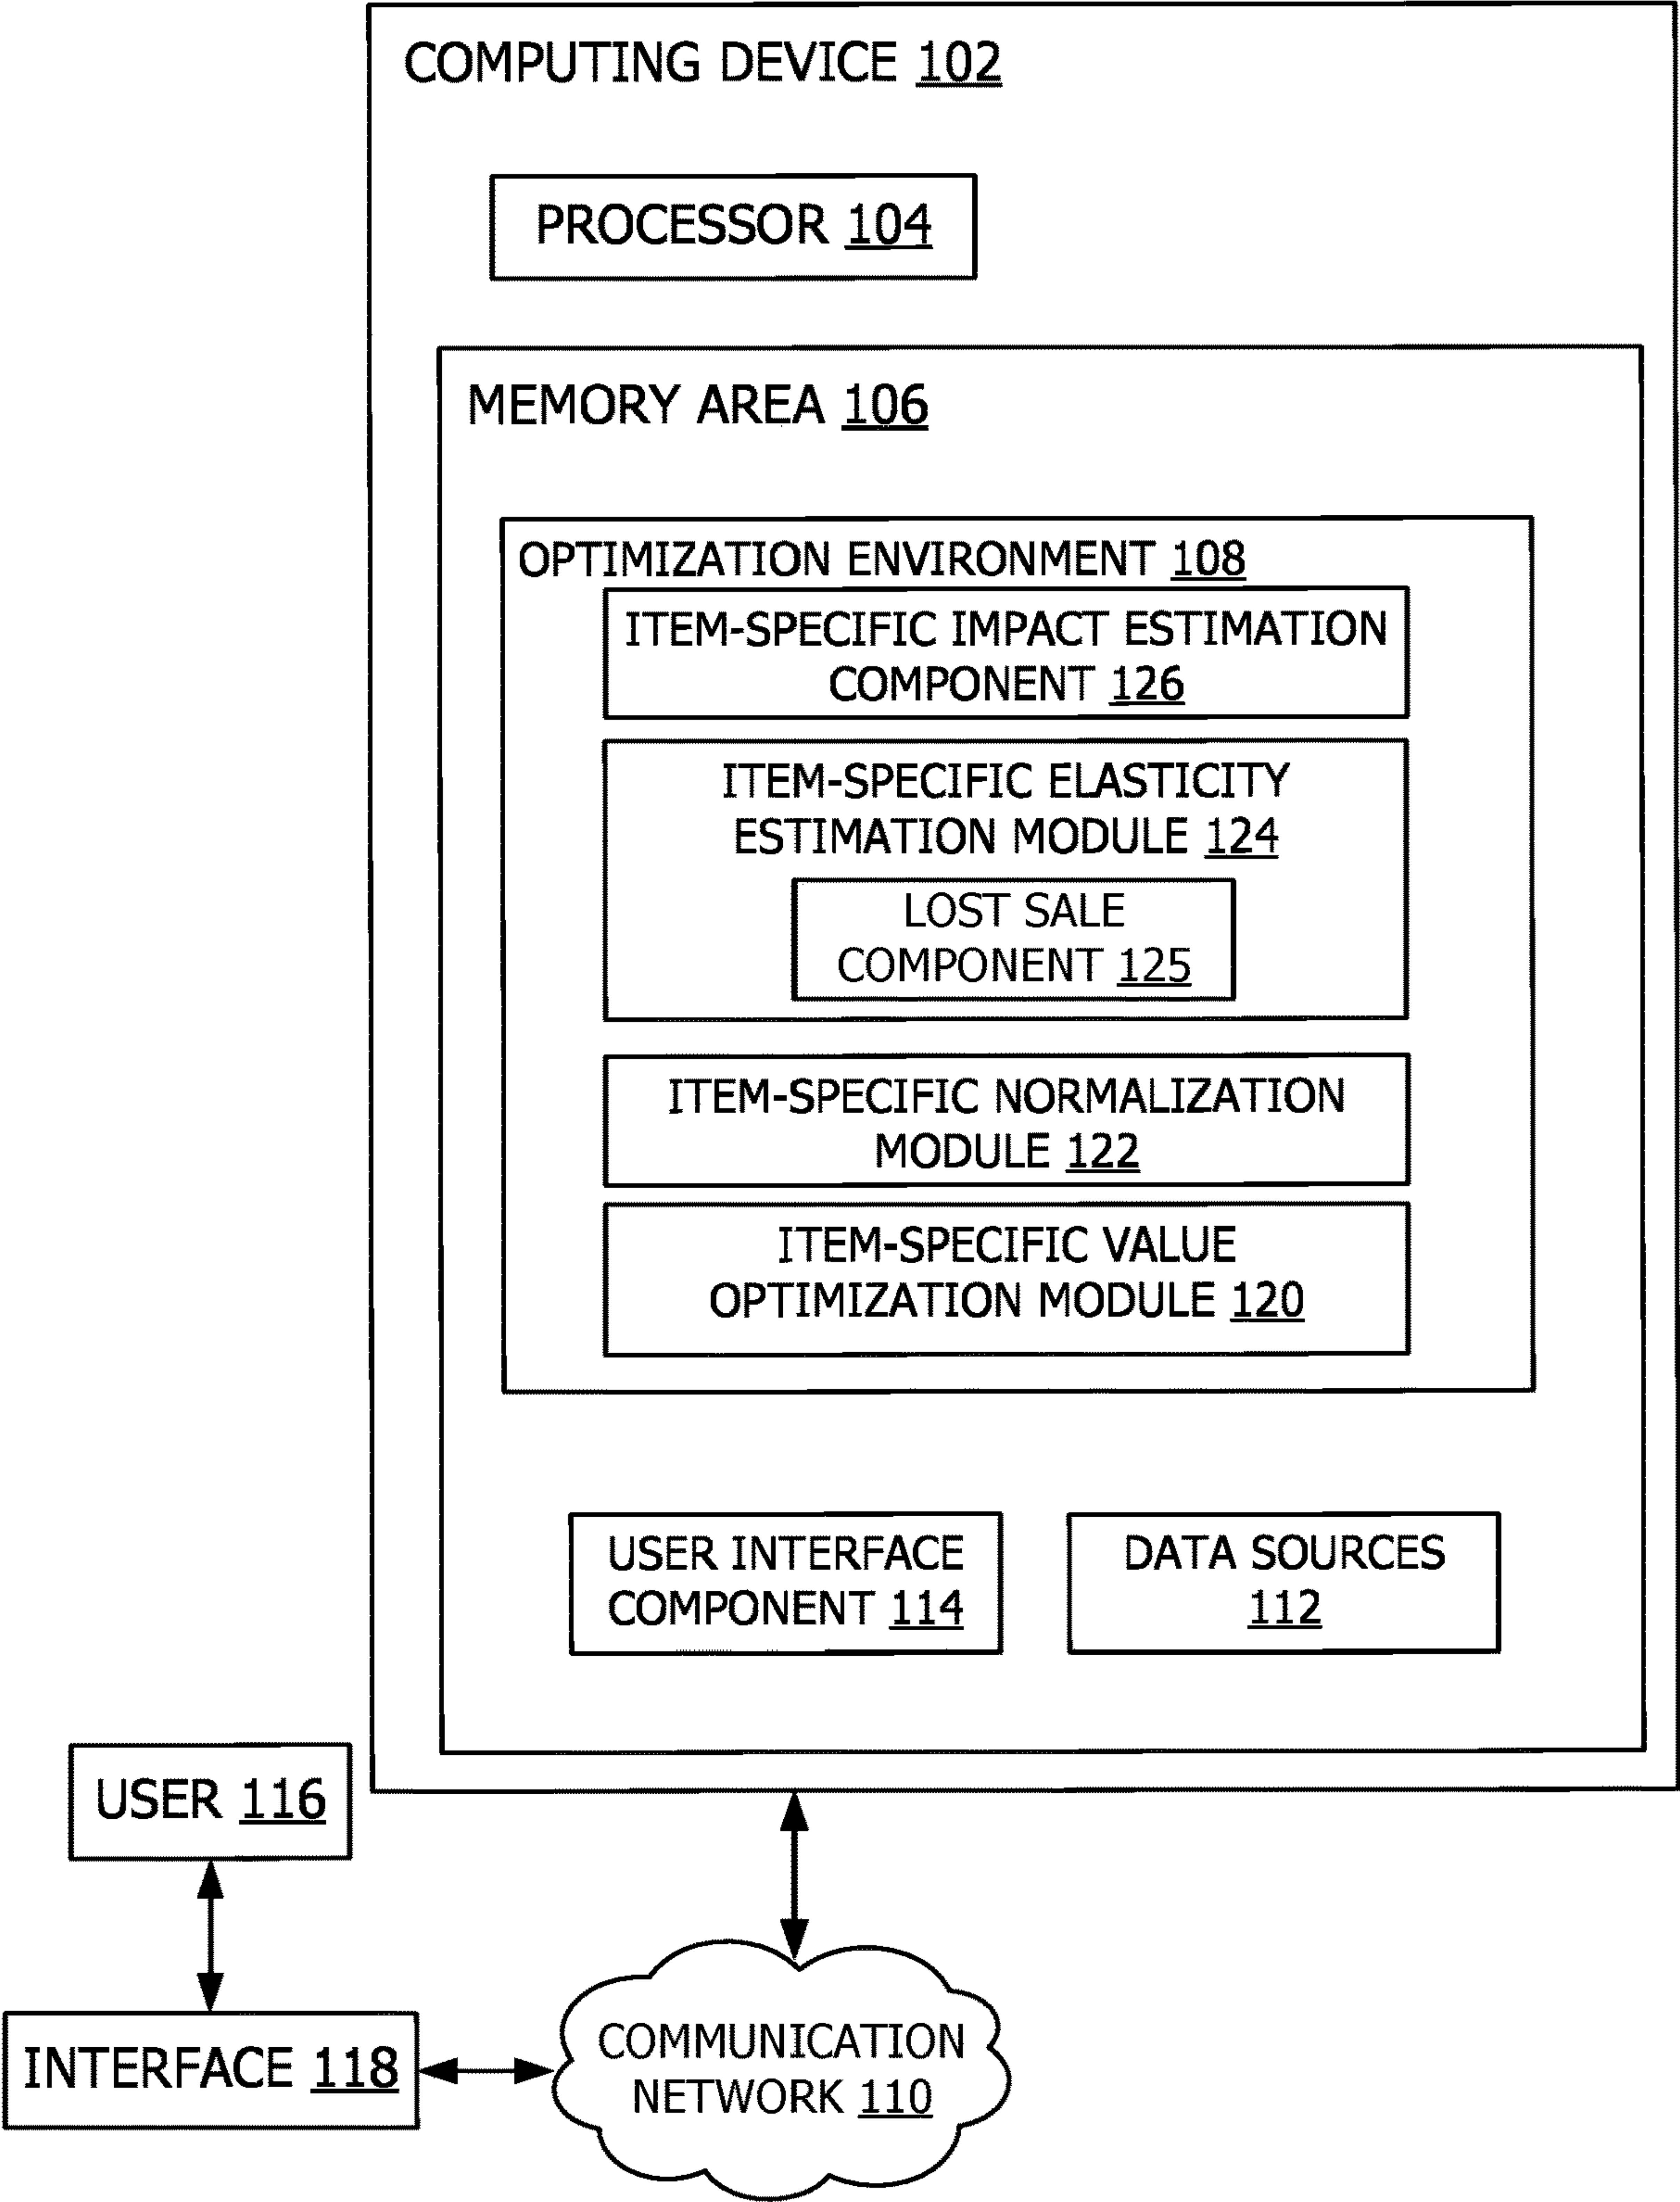 COMPUTING DEVICE 102
PROCESSOR 104
MEMORY AREA 106
OPTIMIZATION ENVIRONMENT 108
ITEM-SPECIFIC IMPACT ESTIMATION
COMPONENT 126
ITEM-SPECIFIC ELASTICITY
ESTIMATION MODULE 124
LOST SALE
COMPONENT 125
ITEM-SPECIFIC NORMALIZATION
MODULE 122
ITEM-SPECIFIC VALUE
OPTIMIZATION MODULE 120
USER INTERFACE
COMPONENT 114
DATA SOURCES
112
USER 116
INTERFACE 118
COMMUNICATION
NETWORK 110